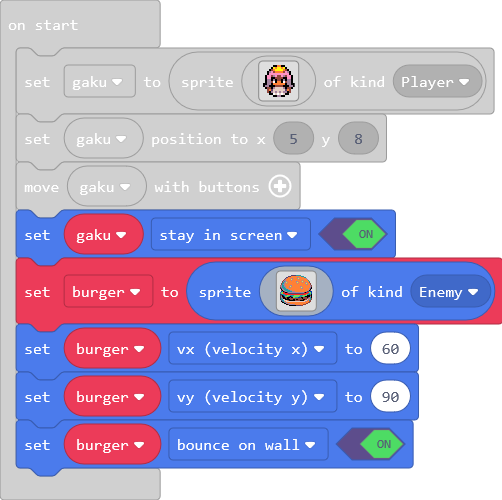 on start
set gaku to sprite of kind Player
set gaku position to x 5 y 8
move gaku with buttons
set gaku stay in screen ON
set burger to sprite of kind Enemy
set burger vx (velocity x) to 60
set burger vy (velocity y) to 90
set burger bounce on wall ON